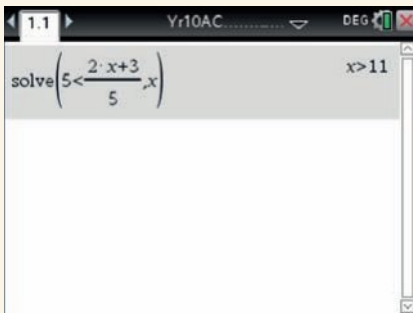 1.1 Yr10AC............ DEG
solve(5<(2·x+3)/5,x) x>11